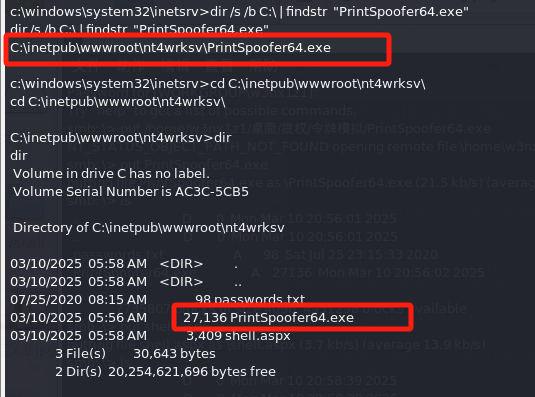 c:\windows\system32\inetsrv>dir /s /b C:\ | findstr "PrintSpoofer64.exe"
dir /s /b C:\ | findstr "PrintSpoofer64.exe"
C:\inetpub\wwwroot\nt4wrksv\PrintSpoofer64.exe
c:\windows\system32\inetsrv>cd C:\inetpub\wwwroot\nt4wrksv\
cd C:\inetpub\wwwroot\nt4wrksv\
C:\inetpub\wwwroot\nt4wrksv>dir
dir
Volume in drive C has no label.
Volume Serial Number is AC3C-5CB5
Directory of C:\inetpub\wwwroot\nt4wrksv
03/10/2025 05:58 AM <DIR> .
03/10/2025 05:58 AM <DIR> ..
07/25/2020 08:15 AM 98 passwords.txt
03/10/2025 05:56 AM 27,136 PrintSpoofer64.exe
03/10/2025 05:58 AM 3,409 shell.aspx
3 File(s) 30,643 bytes
2 Dir(s) 20,254,621,696 bytes free